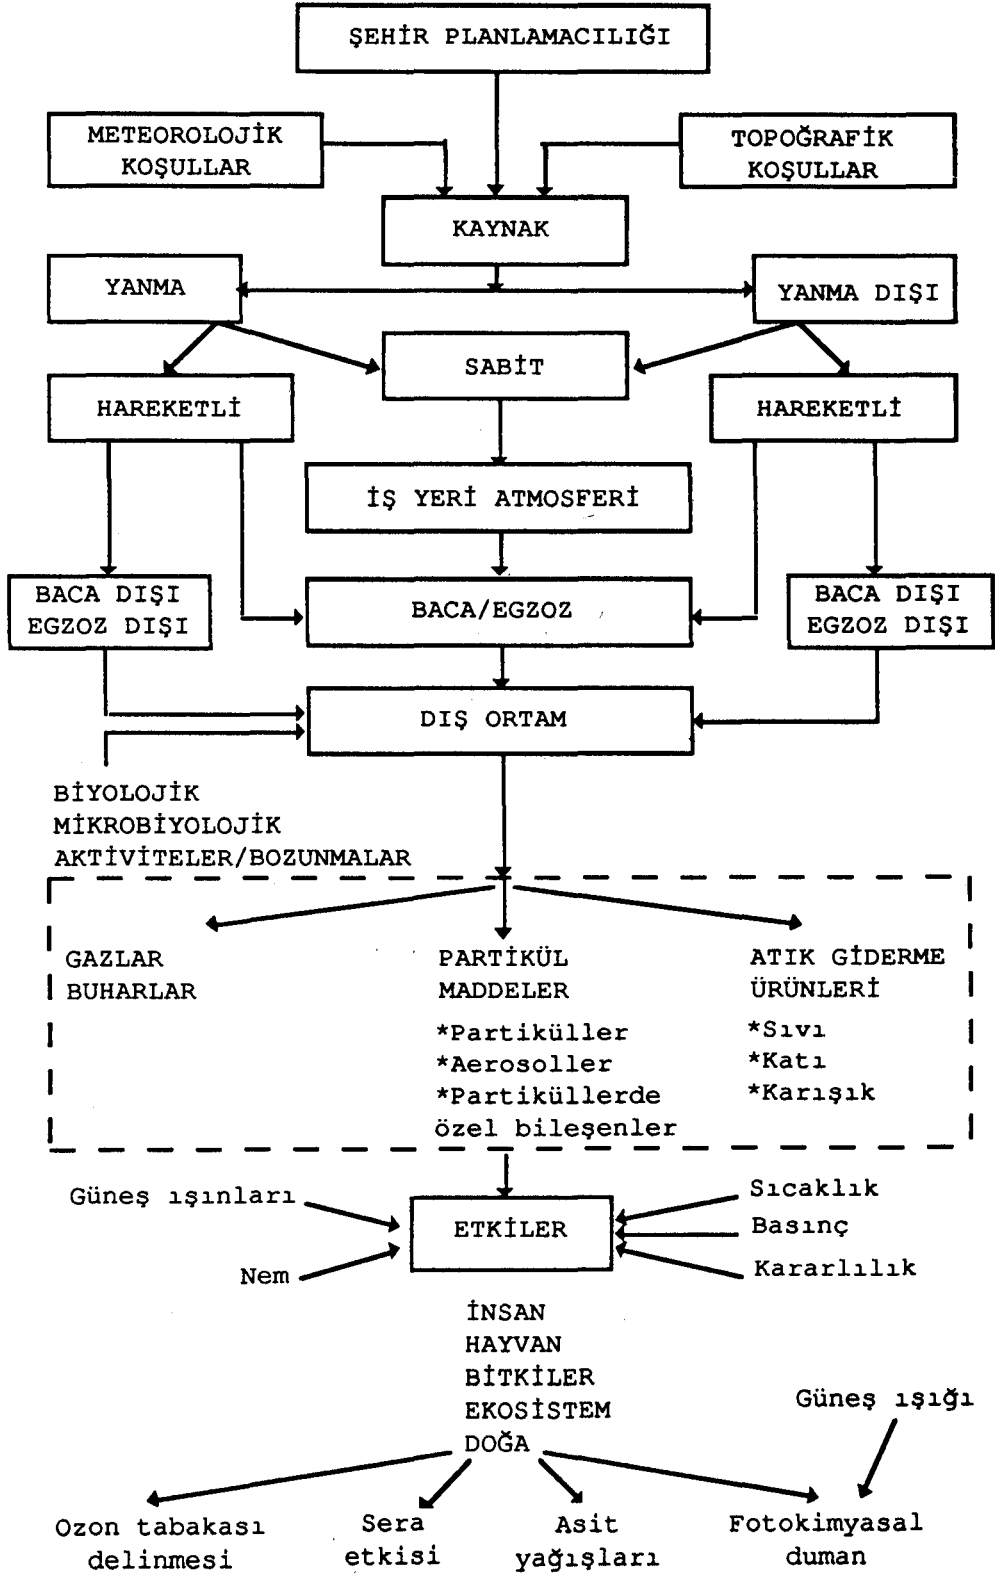 ŞEHİR PLANLAMACILIĞI
METEOROLOJİK
KOŞULLAR
TOPOĞRAFİK
KOŞULLAR
KAYNAK
YANMA
YANMA DIŞI
SABİT
HAREKETLİ
HAREKETLİ
İŞ YERİ ATMOSFERİ
BACA DIŞI
EGZOZ DIŞI
BACA/EGZOZ
BACA DIŞI
EGZOZ DIŞI
DIŞ ORTAM
BİYOLOJİK
MİKROBİYOLOJİK
AKTİVİTELER/BOZUNMALAR
GAZLAR
BUHARLAR
PARTİKÜL
MADDELER
*Partiküller
*Aerosoller
*Partiküllerde
özel bileşenler
ATIK GİDERME
ÜRÜNLERİ
*Sıvı
*Katı
*Karışık
Güneş ışınları
Nem
ETKİLER
Sıcaklık
Basınç
Kararlılık
İNSAN
HAYVAN
BİTKİLER
EKOSİSTEM
DOĞA
Güneş ışığı
Ozon tabakası
delinmesi
Sera
etkisi
Asit
yağışları
Fotokimyasal
duman